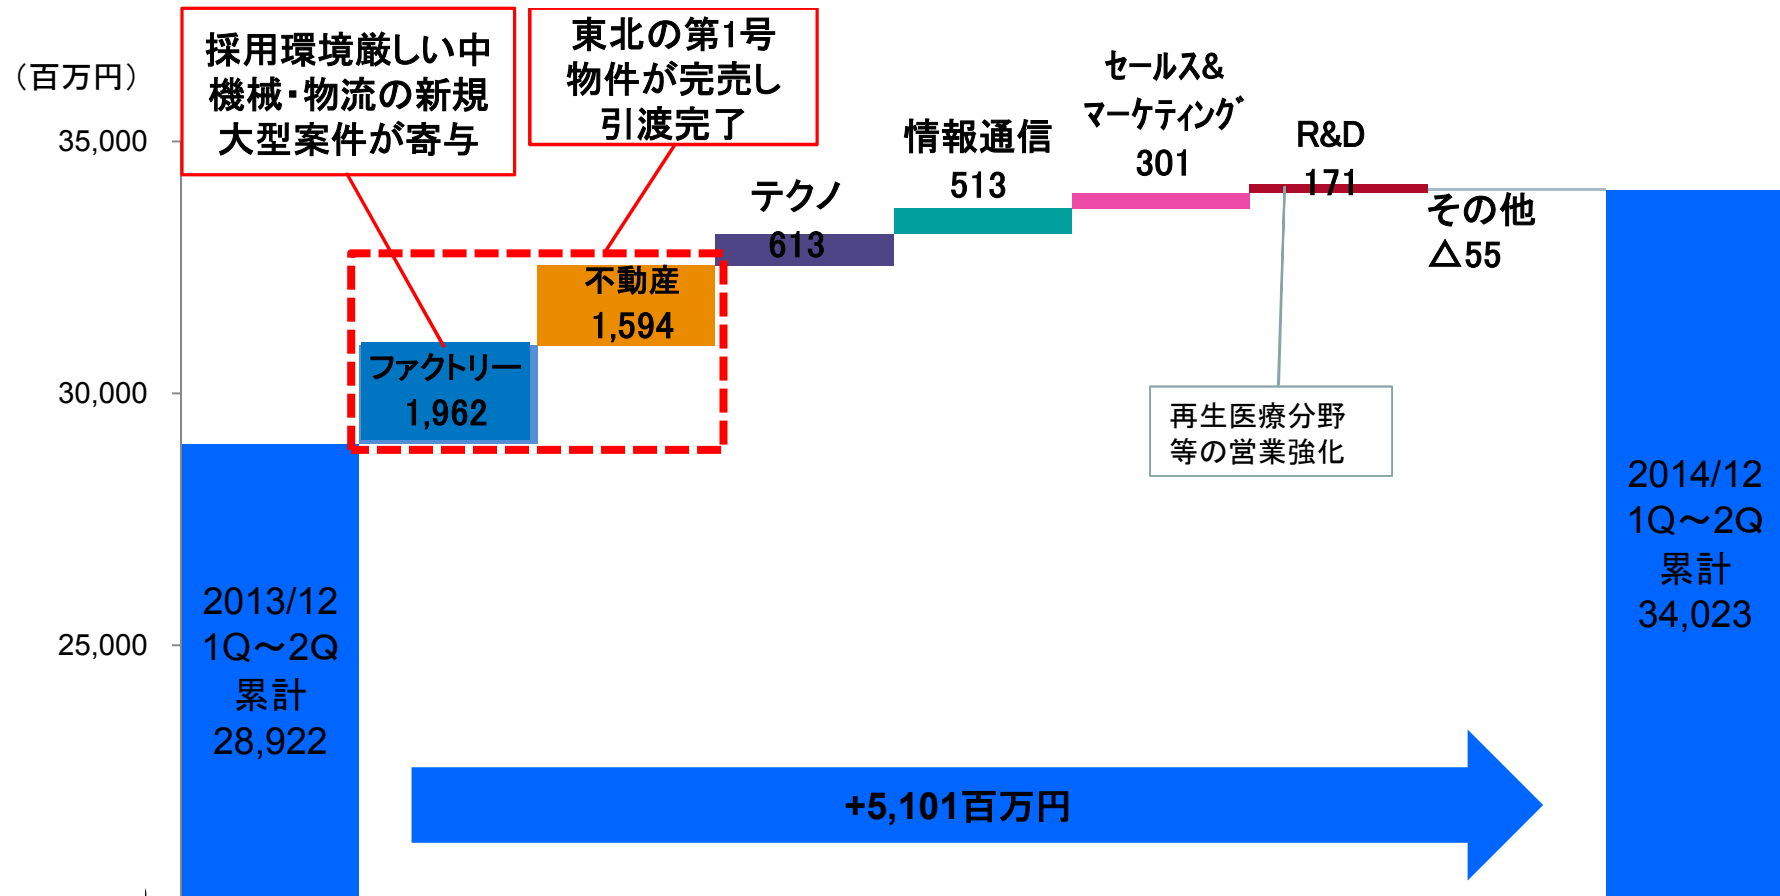 (百万円)
35,000
30,000
25,000
採用環境厳しい中
機械・物流の新規
大型案件が寄与
東北の第1号
物件が完売し
引渡完了
2013/12
1Q～2Q
累計
28,922
ファクトリー
1,962
不動産
1,594
テクノ
613
情報通信
513
セールス&
マーケティング
301
R&D
171
その他
△55
再生医療分野
等の営業強化
2014/12
1Q～2Q
累計
34,023
+5,101百万円